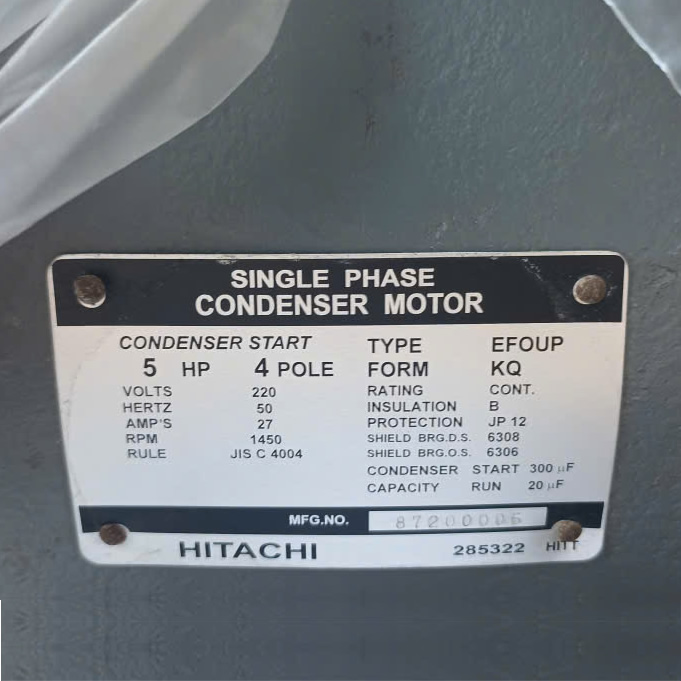 SINGLE PHASE
CONDENSER MOTOR
CONDENSER START
5 HP 4 POLE
VOLTS 220
HERTZ 50
AMP'S 27
RPM 1450
RULE JIS C 4004
TYPE EFOUP
FORM KQ
RATING CONT.
INSULATION B
PROTECTION JP 12
SHIELD BRG.D.S. 6308
SHIELD BRG.O.S. 6306
CONDENSER START 300 μF
CAPACITY RUN 20 μF
MFG.NO. 87200006
HITACHI 285322 HITT